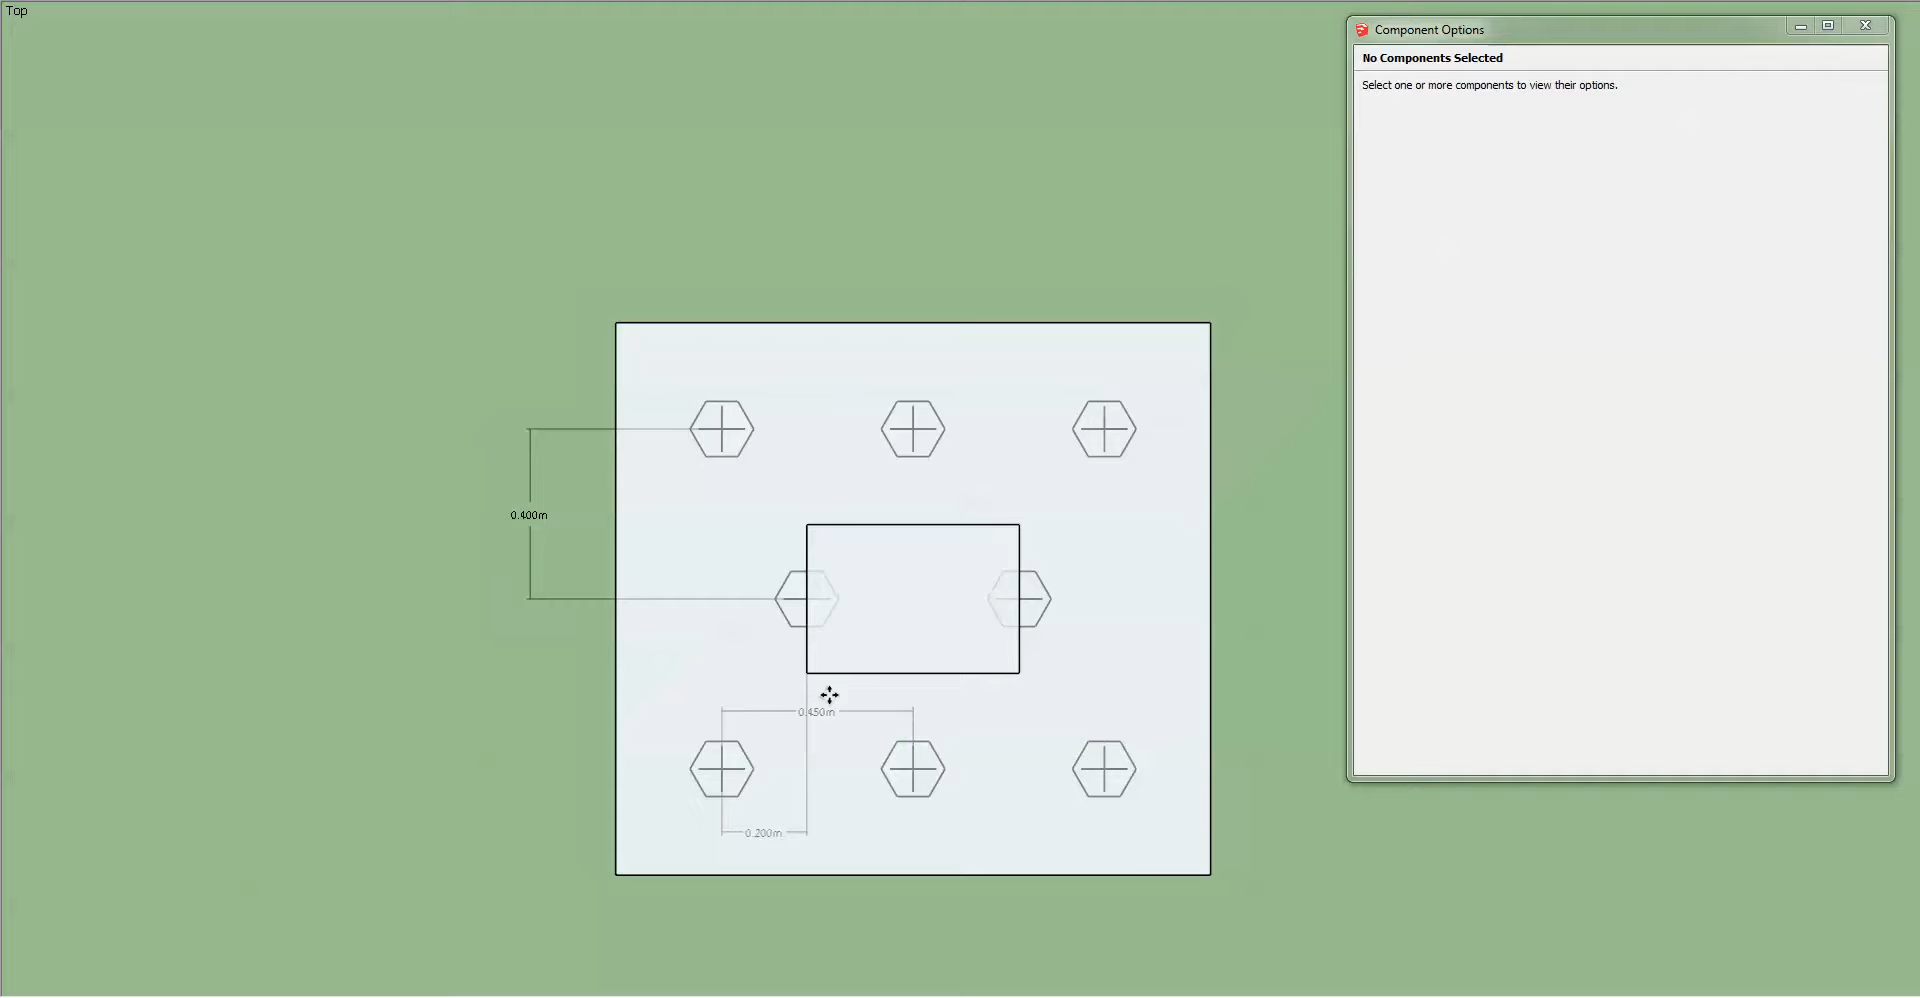 Top
Component Options
No Components Selected
Select one or more components to view their options.
0.400m
0.450m
0.200m